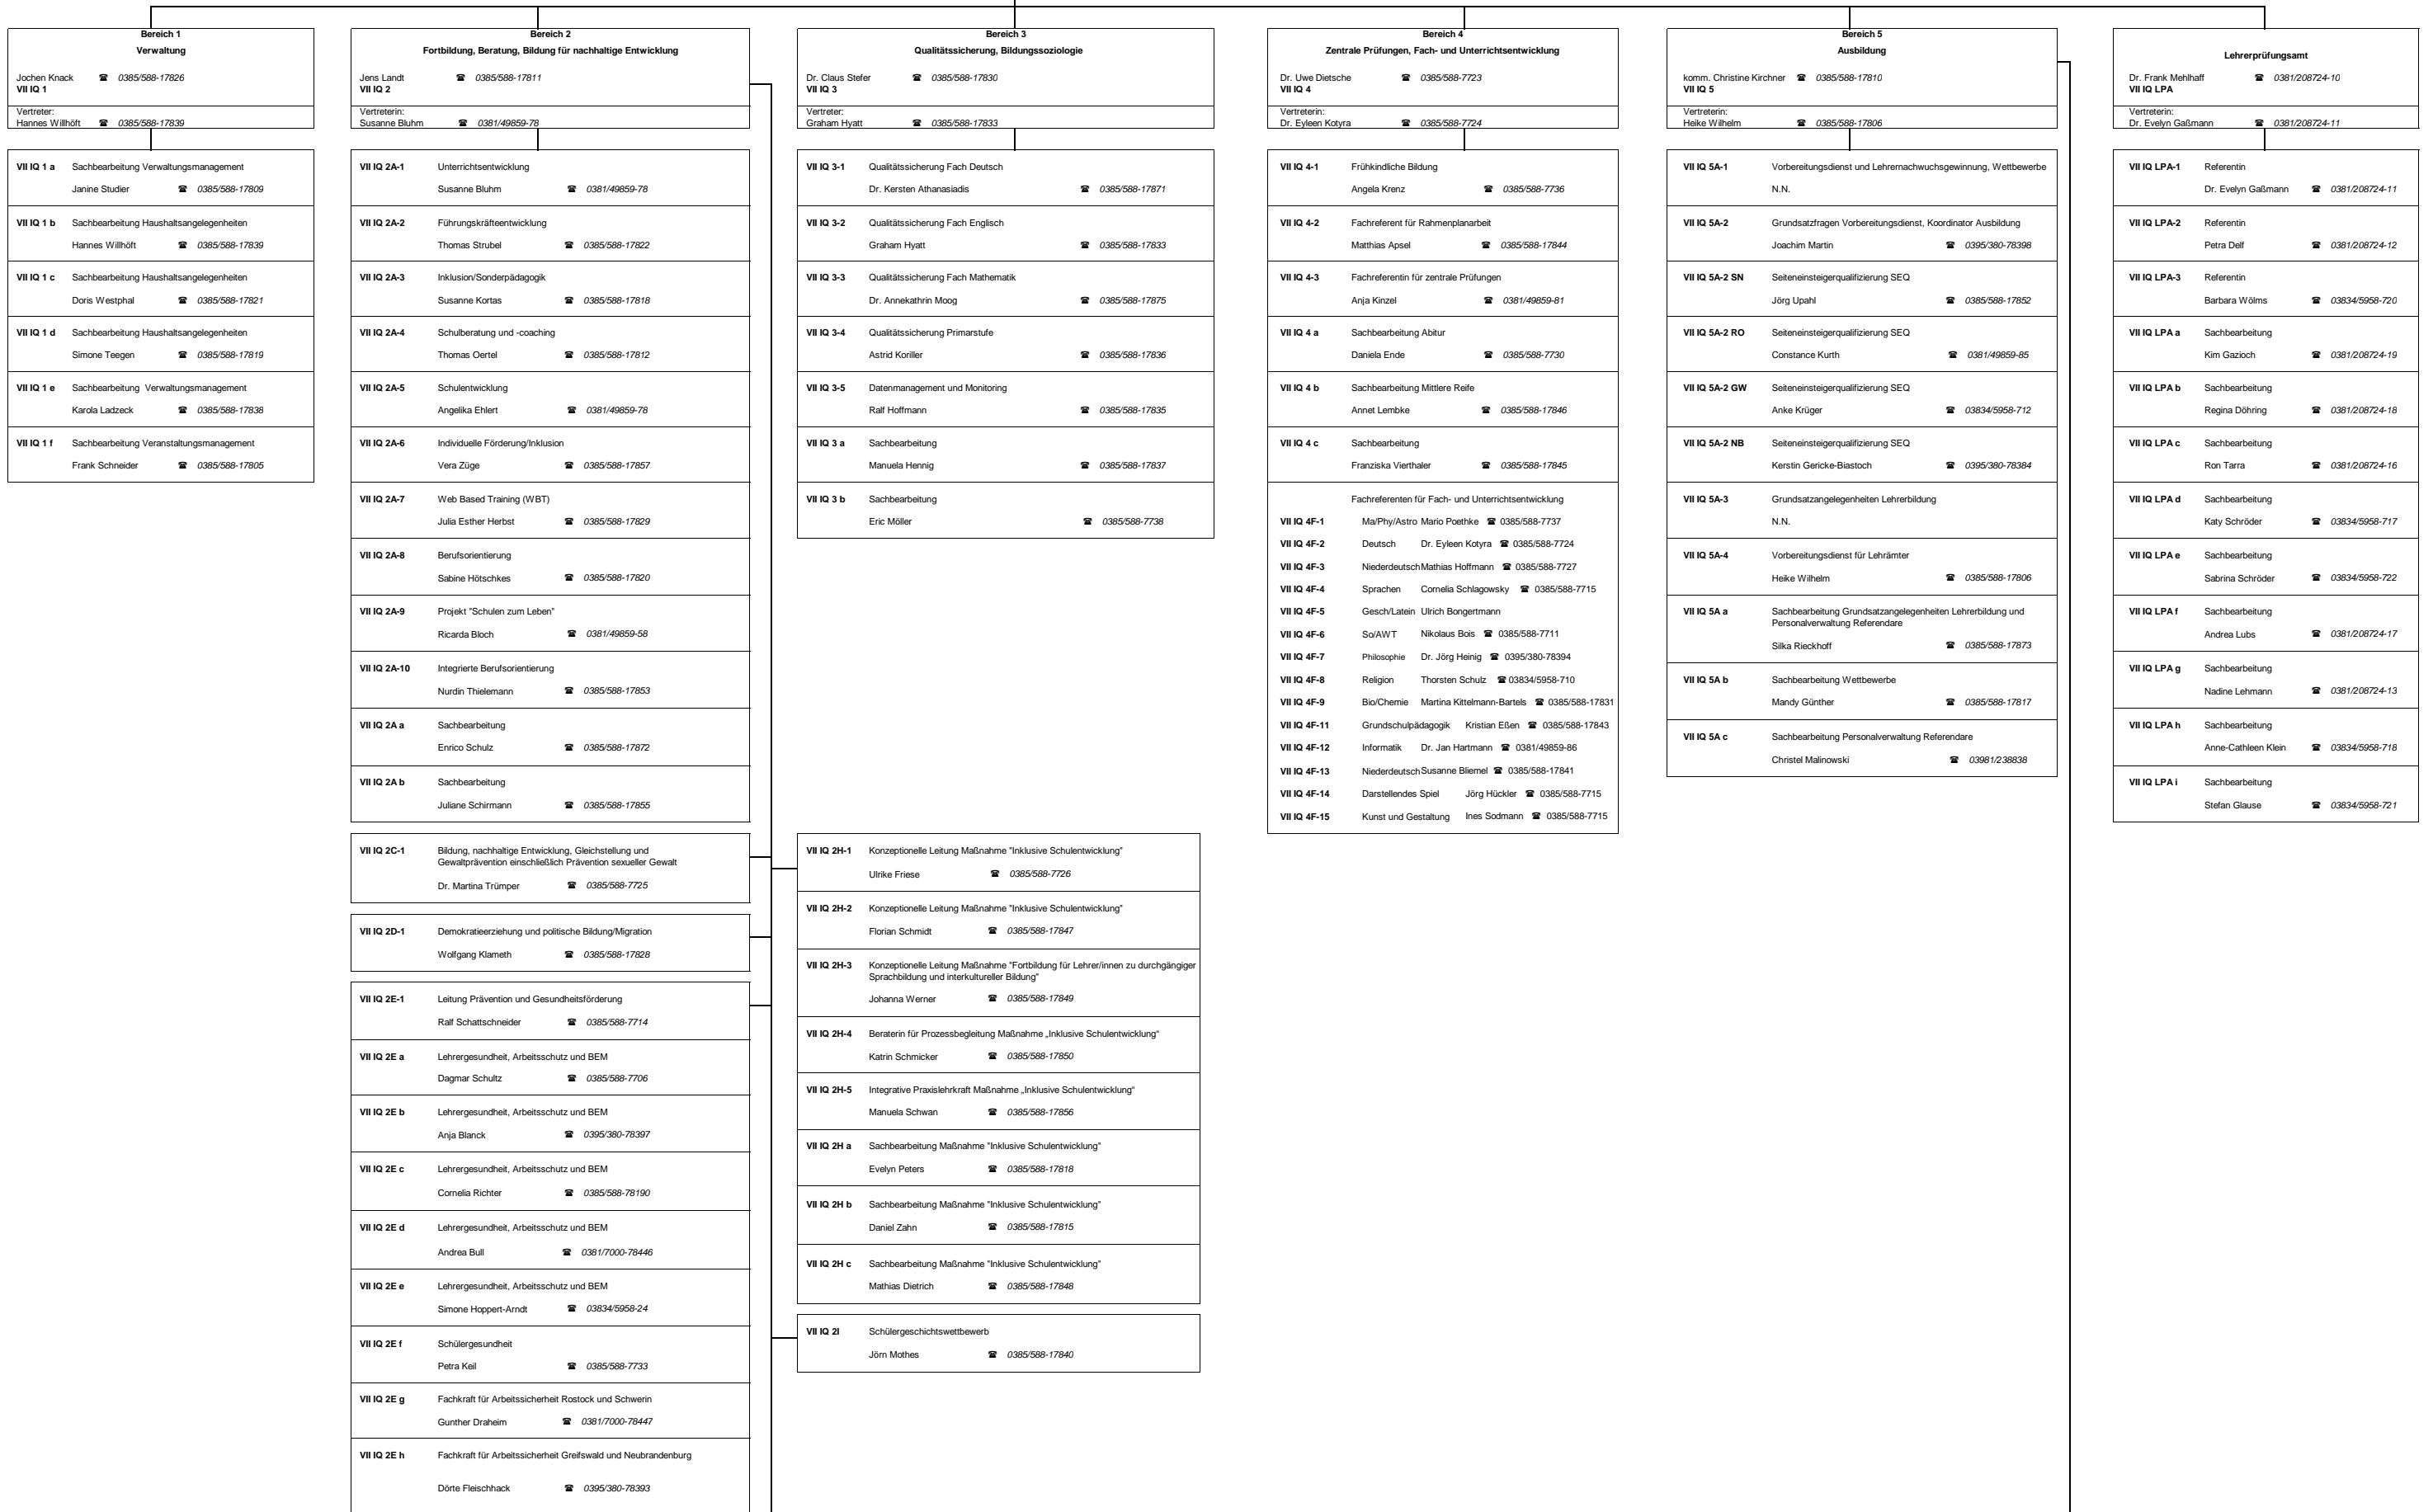 Bereich 1
Verwaltung
Jochen Knack ☎ 0385/588-17826
VII IQ 1
Vertreter:
Hannes Willhöft ☎ 0385/588-17839
VII IQ 1 a Sachbearbeitung Verwaltungsmanagement
Janine Studier ☎ 0385/588-17809
VII IQ 1 b Sachbearbeitung Haushaltsangelegenheiten
Hannes Willhöft ☎ 0385/588-17839
VII IQ 1 c Sachbearbeitung Haushaltsangelegenheiten
Doris Westphal ☎ 0385/588-17821
VII IQ 1 d Sachbearbeitung Haushaltsangelegenheiten
Simone Teegen ☎ 0385/588-17819
VII IQ 1 e Sachbearbeitung Verwaltungsmanagement
Karola Ladzeck ☎ 0385/588-17838
VII IQ 1 f Sachbearbeitung Veranstaltungsmanagement
Frank Schneider ☎ 0385/588-17805
Bereich 2
Fortbildung, Beratung, Bildung für nachhaltige Entwicklung
Jens Landt ☎ 0385/588-17811
VII IQ 2
Vertreterin:
Susanne Bluhm ☎ 0381/49859-78
VII IQ 2A-1 Unterrichtsentwicklung
Susanne Bluhm ☎ 0381/49859-78
VII IQ 2A-2 Führungskräfteentwicklung
Thomas Strubel ☎ 0385/588-17822
VII IQ 2A-3 Inklusion/Sonderpädagogik
Susanne Kortas ☎ 0385/588-17818
VII IQ 2A-4 Schulberatung und -coaching
Thomas Oertel ☎ 0385/588-17812
VII IQ 2A-5 Schulentwicklung
Angelika Ehlert ☎ 0381/49859-78
VII IQ 2A-6 Individuelle Förderung/Inklusion
Vera Züge ☎ 0385/588-17857
VII IQ 2A-7 Web Based Training (WBT)
Julia Esther Herbst ☎ 0385/588-17829
VII IQ 2A-8 Berufsorientierung
Sabine Hötschkes ☎ 0385/588-17820
VII IQ 2A-9 Projekt "Schulen zum Leben"
Ricarda Bloch ☎ 0381/49859-58
VII IQ 2A-10 Integrierte Berufsorientierung
Nurdin Thielemann ☎ 0385/588-17853
VII IQ 2A a Sachbearbeitung
Enrico Schulz ☎ 0385/588-17872
VII IQ 2A b Sachbearbeitung
Juliane Schirmann ☎ 0385/588-17855
VII IQ 2C-1 Bildung, nachhaltige Entwicklung, Gleichstellung und
Gewaltprävention einschließlich Prävention sexueller Gewalt
Dr. Martina Trümper ☎ 0385/588-7725
VII IQ 2D-1 Demokratieerziehung und politische Bildung/Migration
Wolfgang Klameth ☎ 0385/588-17828
VII IQ 2E-1 Leitung Prävention und Gesundheitsförderung
Ralf Schattschneider ☎ 0385/588-7714
VII IQ 2E a Lehrergesundheit, Arbeitsschutz und BEM
Dagmar Schultz ☎ 0385/588-7706
VII IQ 2E b Lehrergesundheit, Arbeitsschutz und BEM
Anja Blanck ☎ 0395/380-78397
VII IQ 2E c Lehrergesundheit, Arbeitsschutz und BEM
Cornelia Richter ☎ 0385/588-78190
VII IQ 2E d Lehrergesundheit, Arbeitsschutz und BEM
Andrea Bull ☎ 0381/7000-78446
VII IQ 2E e Lehrergesundheit, Arbeitsschutz und BEM
Simone Hoppert-Arndt ☎ 03834/5958-24
VII IQ 2E f Schülergesundheit
Petra Keil ☎ 0385/588-7733
VII IQ 2E g Fachkraft für Arbeitssicherheit Rostock und Schwerin
Gunther Draheim ☎ 0381/7000-78447
VII IQ 2E h Fachkraft für Arbeitssicherheit Greifswald und Neubrandenburg
Dörte Fleischhack ☎ 0395/380-78393
Bereich 3
Qualitätssicherung, Bildungssoziologie
Dr. Claus Stefer ☎ 0385/588-17830
VII IQ 3
Vertreter:
Graham Hyatt ☎ 0385/588-17833
VII IQ 3-1 Qualitätssicherung Fach Deutsch
Dr. Kersten Athanasiadis ☎ 0385/588-17871
VII IQ 3-2 Qualitätssicherung Fach Englisch
Graham Hyatt ☎ 0385/588-17833
VII IQ 3-3 Qualitätssicherung Fach Mathematik
Dr. Annekathrin Moog ☎ 0385/588-17875
VII IQ 3-4 Qualitätssicherung Primarstufe
Astrid Koriller ☎ 0385/588-17836
VII IQ 3-5 Datenmanagement und Monitoring
Ralf Hoffmann ☎ 0385/588-17835
VII IQ 3 a Sachbearbeitung
Manuela Hennig ☎ 0385/588-17837
VII IQ 3 b Sachbearbeitung
Eric Möller ☎ 0385/588-7738
VII IQ 2H-1 Konzeptionelle Leitung Maßnahme "Inklusive Schulentwicklung"
Ulrike Friese ☎ 0385/588-7726
VII IQ 2H-2 Konzeptionelle Leitung Maßnahme "Inklusive Schulentwicklung"
Florian Schmidt ☎ 0385/588-17847
VII IQ 2H-3 Konzeptionelle Leitung Maßnahme "Fortbildung für Lehrer/innen zu durchgängiger
Sprachbildung und interkultureller Bildung"
Johanna Werner ☎ 0385/588-17849
VII IQ 2H-4 Beraterin für Prozessbegleitung Maßnahme „Inklusive Schulentwicklung“
Katrin Schmicker ☎ 0385/588-17850
VII IQ 2H-5 Integrative Praxislehrkraft Maßnahme „Inklusive Schulentwicklung“
Manuela Schwan ☎ 0385/588-17856
VII IQ 2H a Sachbearbeitung Maßnahme "Inklusive Schulentwicklung"
Evelyn Peters ☎ 0385/588-17818
VII IQ 2H b Sachbearbeitung Maßnahme "Inklusive Schulentwicklung"
Daniel Zahn ☎ 0385/588-17815
VII IQ 2H c Sachbearbeitung Maßnahme "Inklusive Schulentwicklung"
Mathias Dietrich ☎ 0385/588-17848
VII IQ 2I Schülergeschichtswettbewerb
Jörn Mothes ☎ 0385/588-17840
Bereich 4
Zentrale Prüfungen, Fach- und Unterrichtsentwicklung
Dr. Uwe Dietsche ☎ 0385/588-7723
VII IQ 4
Vertreterin:
Dr. Eyleen Kotyra ☎ 0385/588-7724
VII IQ 4-1 Frühkindliche Bildung
Angela Krenz ☎ 0385/588-7736
VII IQ 4-2 Fachreferent für Rahmenplanarbeit
Matthias Apsel ☎ 0385/588-17844
VII IQ 4-3 Fachreferentin für zentrale Prüfungen
Anja Kinzel ☎ 0381/49859-81
VII IQ 4 a Sachbearbeitung Abitur
Daniela Ende ☎ 0385/588-7730
VII IQ 4 b Sachbearbeitung Mittlere Reife
Annet Lembke ☎ 0385/588-17846
VII IQ 4 c Sachbearbeitung
Franziska Vierthaler ☎ 0385/588-17845
Fachreferenten für Fach- und Unterrichtsentwicklung
VII IQ 4F-1 Ma/Phy/Astro Mario Poethke ☎ 0385/588-7737
VII IQ 4F-2 Deutsch Dr. Eyleen Kotyra ☎ 0385/588-7724
VII IQ 4F-3 Niederdeutsch Mathias Hoffmann ☎ 0385/588-7727
VII IQ 4F-4 Sprachen Cornelia Schlagowsky ☎ 0385/588-7715
VII IQ 4F-5 Gesch/Latein Ulrich Bongertmann
VII IQ 4F-6 So/AWT Nikolaus Bois ☎ 0385/588-7711
VII IQ 4F-7 Philosophie Dr. Jörg Heinig ☎ 0395/380-78394
VII IQ 4F-8 Religion Thorsten Schulz ☎ 03834/5958-710
VII IQ 4F-9 Bio/Chemie Martina Kittelmann-Bartels ☎ 0385/588-17831
VII IQ 4F-11 Grundschulpädagogik Kristian Eßen ☎ 0385/588-17843
VII IQ 4F-12 Informatik Dr. Jan Hartmann ☎ 0381/49859-86
VII IQ 4F-13 Niederdeutsch Susanne Bliemel ☎ 0385/588-17841
VII IQ 4F-14 Darstellendes Spiel Jörg Hückler ☎ 0385/588-7715
VII IQ 4F-15 Kunst und Gestaltung Ines Sodmann ☎ 0385/588-7715
Bereich 5
Ausbildung
komm. Christine Kirchner ☎ 0385/588-17810
VII IQ 5
Vertreterin:
Heike Wilhelm ☎ 0385/588-17806
VII IQ 5A-1 Vorbereitungsdienst und Lehrernachwuchsgewinnung, Wettbewerbe
N.N.
VII IQ 5A-2 Grundsatzfragen Vorbereitungsdienst, Koordinator Ausbildung
Joachim Martin ☎ 0395/380-78398
VII IQ 5A-2 SN Seiteneinsteigerqualifizierung SEQ
Jörg Upahl ☎ 0385/588-17852
VII IQ 5A-2 RO Seiteneinsteigerqualifizierung SEQ
Constance Kurth ☎ 0381/49859-85
VII IQ 5A-2 GW Seiteneinsteigerqualifizierung SEQ
Anke Krüger ☎ 03834/5958-712
VII IQ 5A-2 NB Seiteneinsteigerqualifizierung SEQ
Kerstin Gericke-Biastoch ☎ 0395/380-78384
VII IQ 5A-3 Grundsatzangelegenheiten Lehrerbildung
N.N.
VII IQ 5A-4 Vorbereitungsdienst für Lehrämter
Heike Wilhelm ☎ 0385/588-17806
VII IQ 5A a Sachbearbeitung Grundsatzangelegenheiten Lehrerbildung und
Personalverwaltung Referendare
Silka Rieckhoff ☎ 0385/588-17873
VII IQ 5A b Sachbearbeitung Wettbewerbe
Mandy Günther ☎ 0385/588-17817
VII IQ 5A c Sachbearbeitung Personalverwaltung Referendare
Christel Malinowski ☎ 03981/238838
Lehrerprüfungsamt
Dr. Frank Mehlhaff ☎ 0381/208724-10
VII IQ LPA
Vertreterin:
Dr. Evelyn Gaßmann ☎ 0381/208724-11
VII IQ LPA-1 Referentin
Dr. Evelyn Gaßmann ☎ 0381/208724-11
VII IQ LPA-2 Referentin
Petra Delf ☎ 0381/208724-12
VII IQ LPA-3 Referentin
Barbara Wölms ☎ 03834/5958-720
VII IQ LPA a Sachbearbeitung
Kim Gazioch ☎ 0381/208724-19
VII IQ LPA b Sachbearbeitung
Regina Döhring ☎ 0381/208724-18
VII IQ LPA c Sachbearbeitung
Ron Tarra ☎ 0381/208724-16
VII IQ LPA d Sachbearbeitung
Katy Schröder ☎ 03834/5958-717
VII IQ LPA e Sachbearbeitung
Sabrina Schröder ☎ 03834/5958-722
VII IQ LPA f Sachbearbeitung
Andrea Lubs ☎ 0381/208724-17
VII IQ LPA g Sachbearbeitung
Nadine Lehmann ☎ 0381/208724-13
VII IQ LPA h Sachbearbeitung
Anne-Cathleen Klein ☎ 03834/5958-718
VII IQ LPA i Sachbearbeitung
Stefan Glause ☎ 03834/5958-721